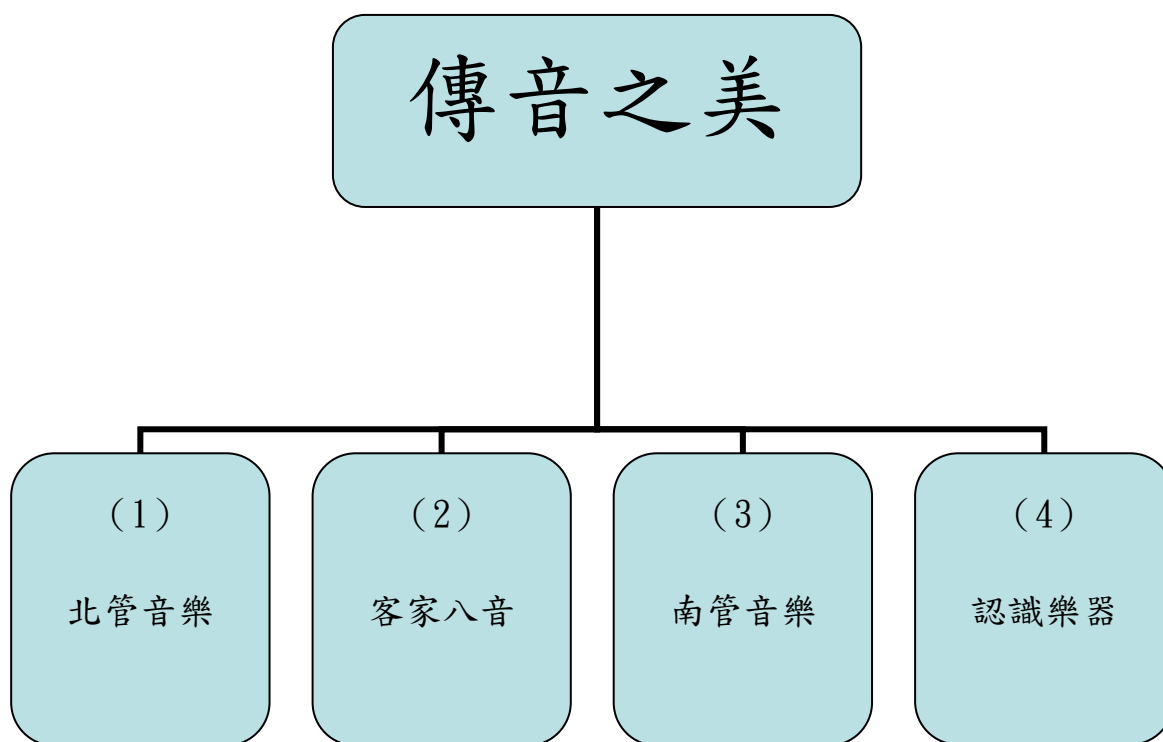 傳音之美
（1）
北管音樂
（2）
客家八音
（3）
南管音樂
（4）
認識樂器